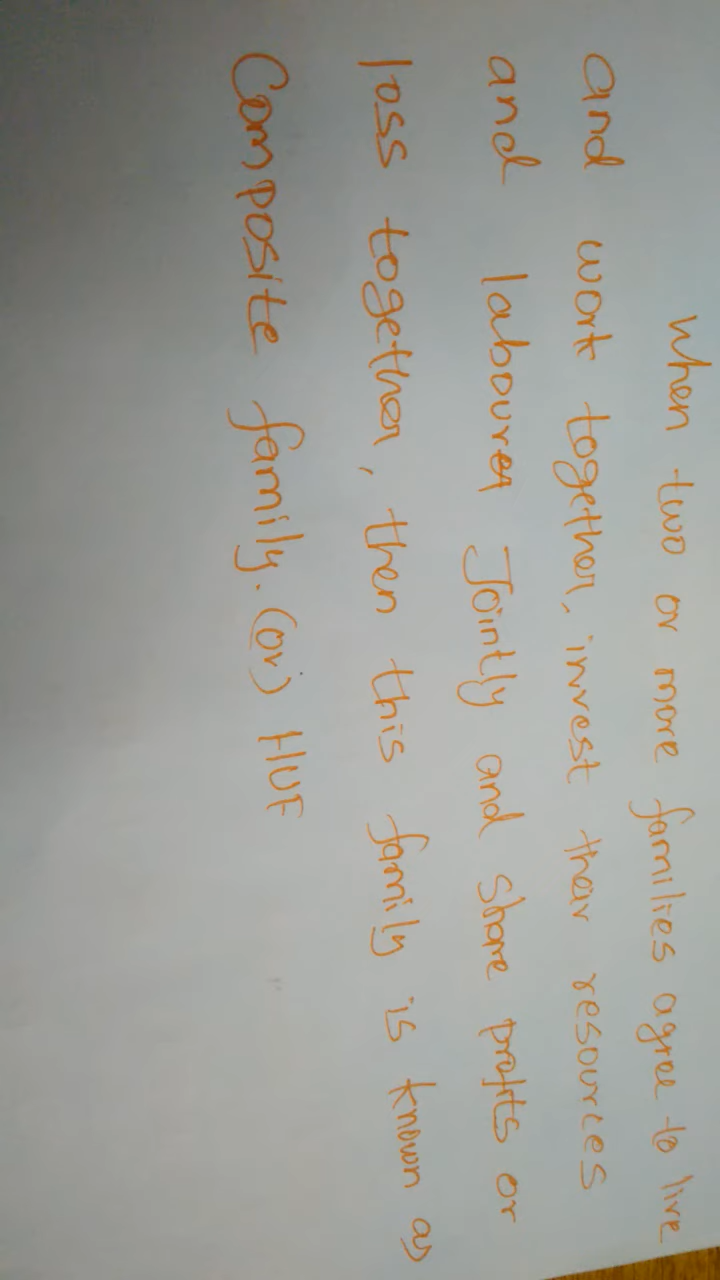 When two or more families agree to live
and work together, invest their resources
and labourer Jointly and share profits or
loss together, then this family is known as
Composite family. (or) HUF